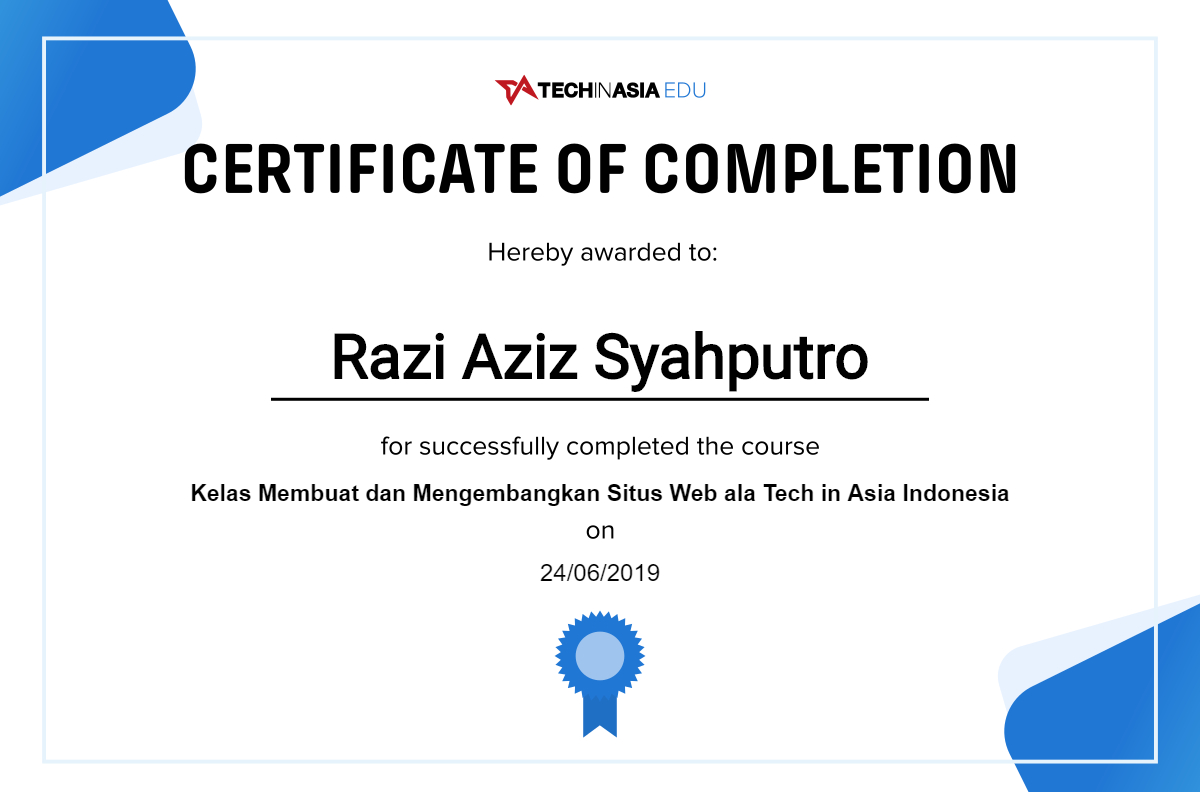 TECHINASIA EDU
CERTIFICATE OF COMPLETION
Hereby awarded to:
Razi Aziz Syahputro
for successfully completed the course
Kelas Membuat dan Mengembangkan Situs Web ala Tech in Asia Indonesia
on
24/06/2019